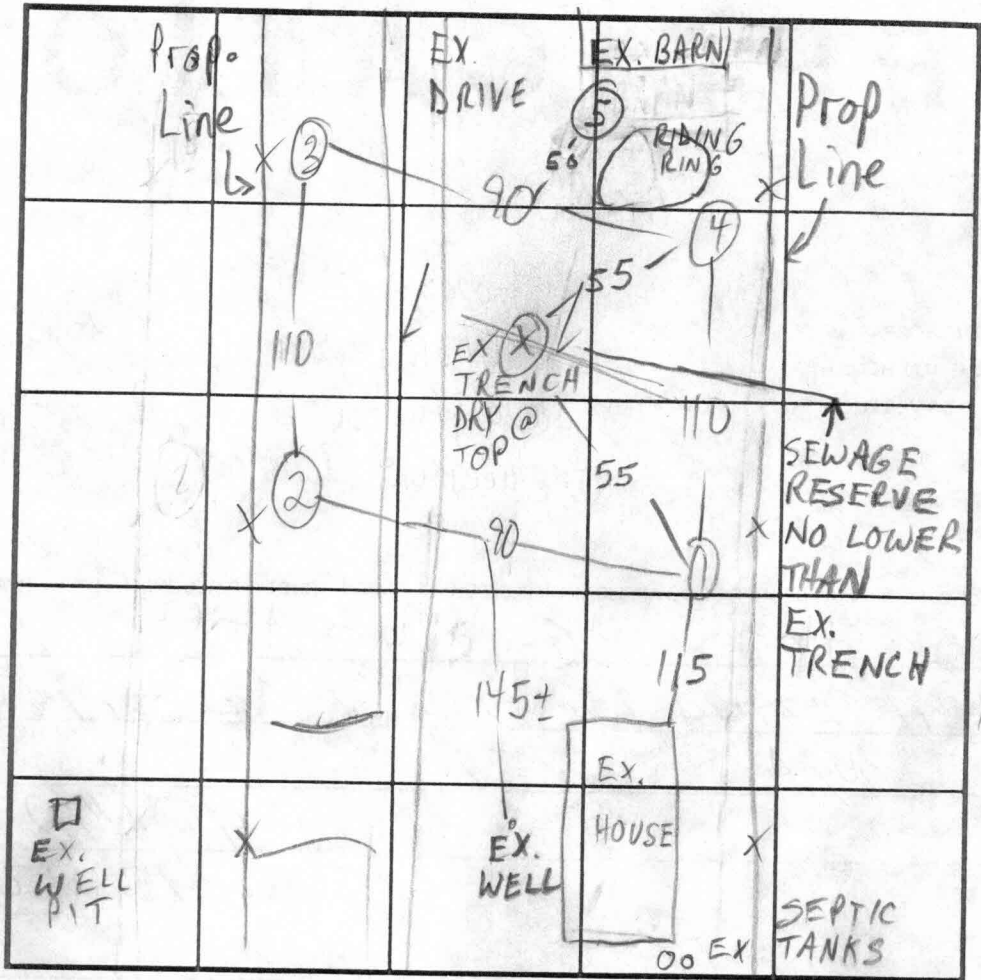 Prop.
Line
EX.
DRIVE
EX. BARN
5
RIDING
RING
Prop
Line
X
3
50
90
X
4
55
110
X
EX
TRENCH
DRY @
TOP
110
SEWAGE
RESERVE
NO LOWER
THAN
EX.
TRENCH
2
X
55
X
90
1
115
145±
EX.
HOUSE
EX.
WELL
EX.
WELL
PIT
X
X
EX
SEPTIC
TANKS